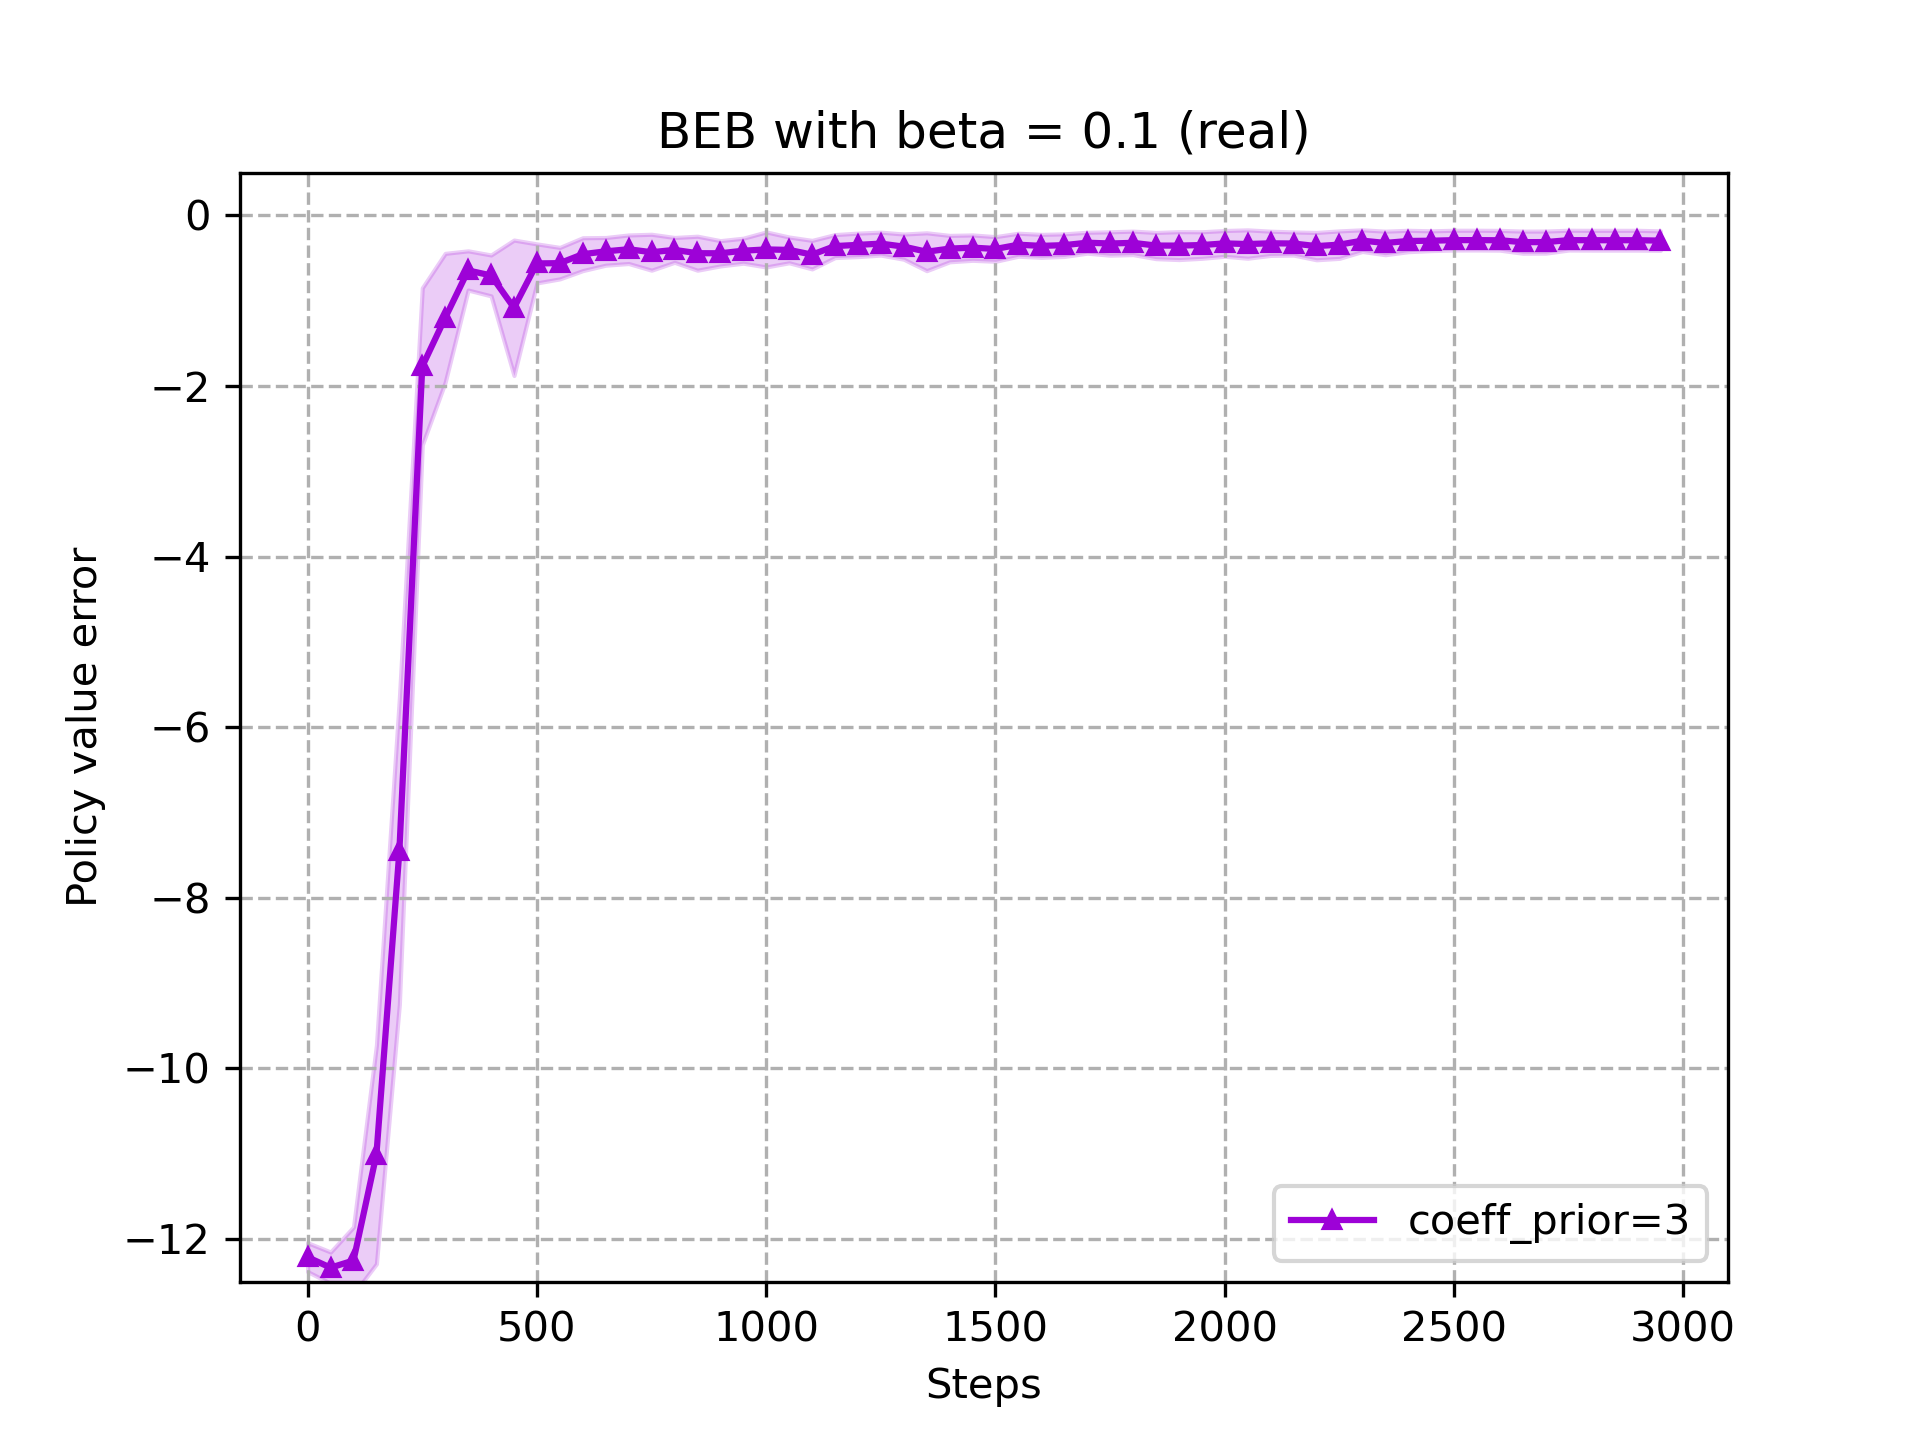 BEB with beta = 0.1 (real)
0
−2
−4
−6
−8
−10
−12
Policy value error
coeff_prior=3
0 500 1000 1500 2000 2500 3000
Steps